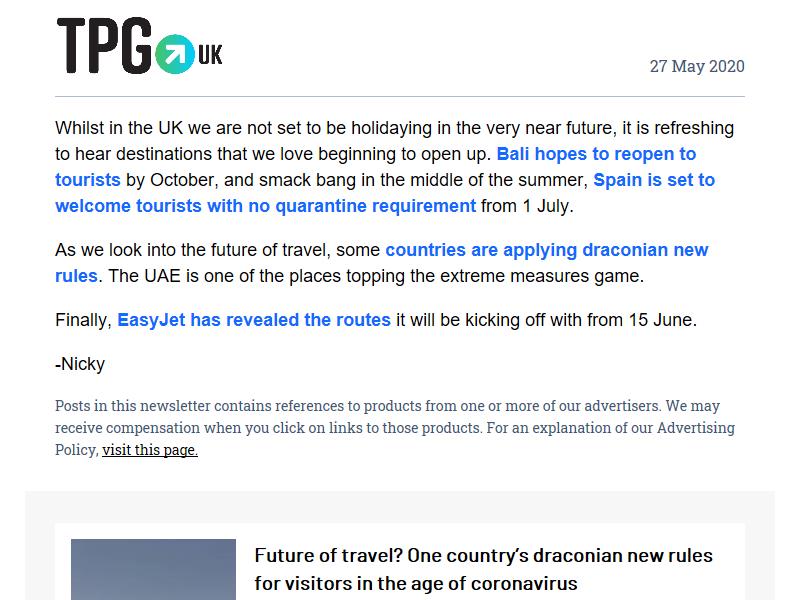 TPG UK
27 May 2020
Whilst in the UK we are not set to be holidaying in the very near future, it is refreshing
to hear destinations that we love beginning to open up. Bali hopes to reopen to
tourists by October, and smack bang in the middle of the summer, Spain is set to
welcome tourists with no quarantine requirement from 1 July.
As we look into the future of travel, some countries are applying draconian new
rules. The UAE is one of the places topping the extreme measures game.
Finally, EasyJet has revealed the routes it will be kicking off with from 15 June.
-Nicky
Posts in this newsletter contains references to products from one or more of our advertisers. We may
receive compensation when you click on links to those products. For an explanation of our Advertising
Policy, visit this page.
Future of travel? One country's draconian new rules
for visitors in the age of coronavirus